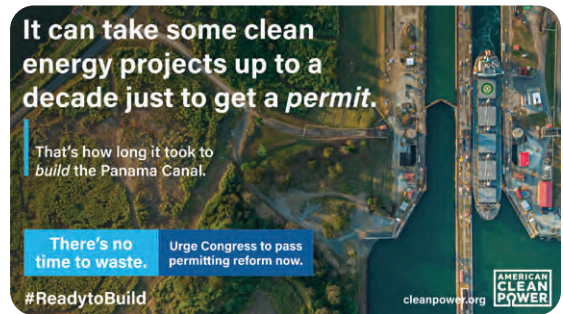 It can take some clean
energy projects up to a
decade just to get a permit.
That's how long it took to
build the Panama Canal.
There's no
time to waste.
Urge Congress to pass
permitting reform now.
#ReadytoBuild
cleanpower.org
AMERICAN
CLEAN
POWER